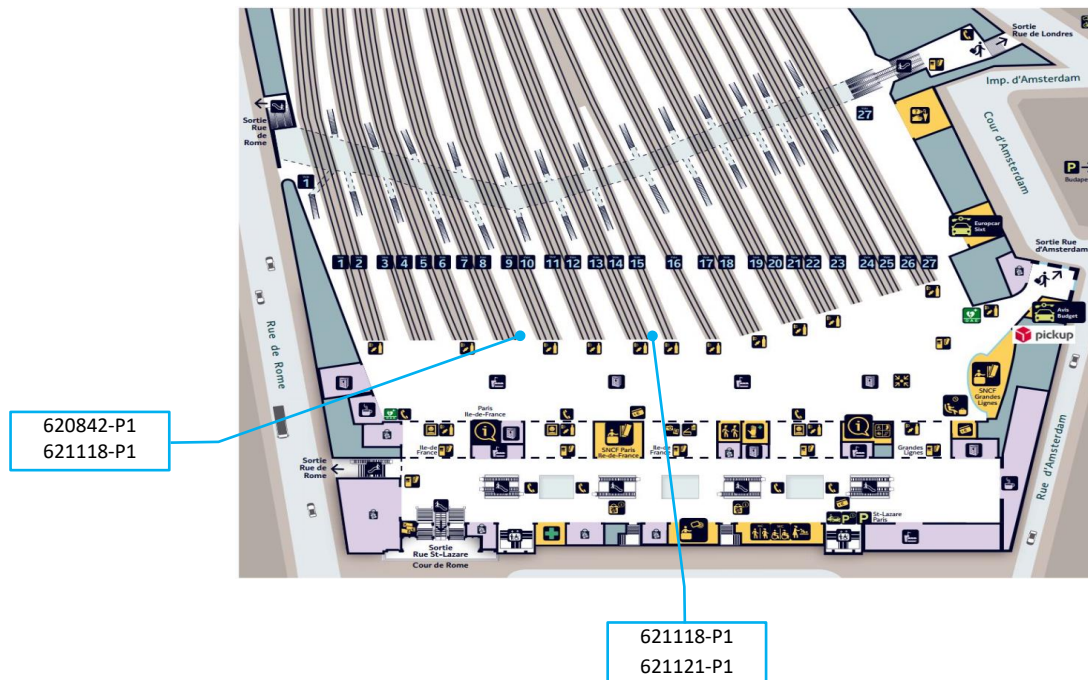 Sortie
Rue de Londres
Imp. d'Amsterdam
Cour d'Amsterdam
27
Sortie
Rue
de
Rome
P
1
Europcar
Sixt
Sortie Rue
d'Amsterdam
1 2 3 4 5 6 7 8 9 10 11 12 13 14 15 16 17 18 19 20 21 22 23 24 25 26 27
Avis
Budget
pickup
Rue de Rome
SNCF
Grandes
Lignes
620842-P1
621118-P1
Paris
Ile-de-France
Ile-de
France
SNCF Paris
Ile-de-France
Ile-de
France
Grandes
Lignes
Sortie
Rue de
Rome
Rue d'Amsterdam
St-Lazare
Paris
Sortie
Rue St-Lazare
Cour de Rome
621118-P1
621121-P1